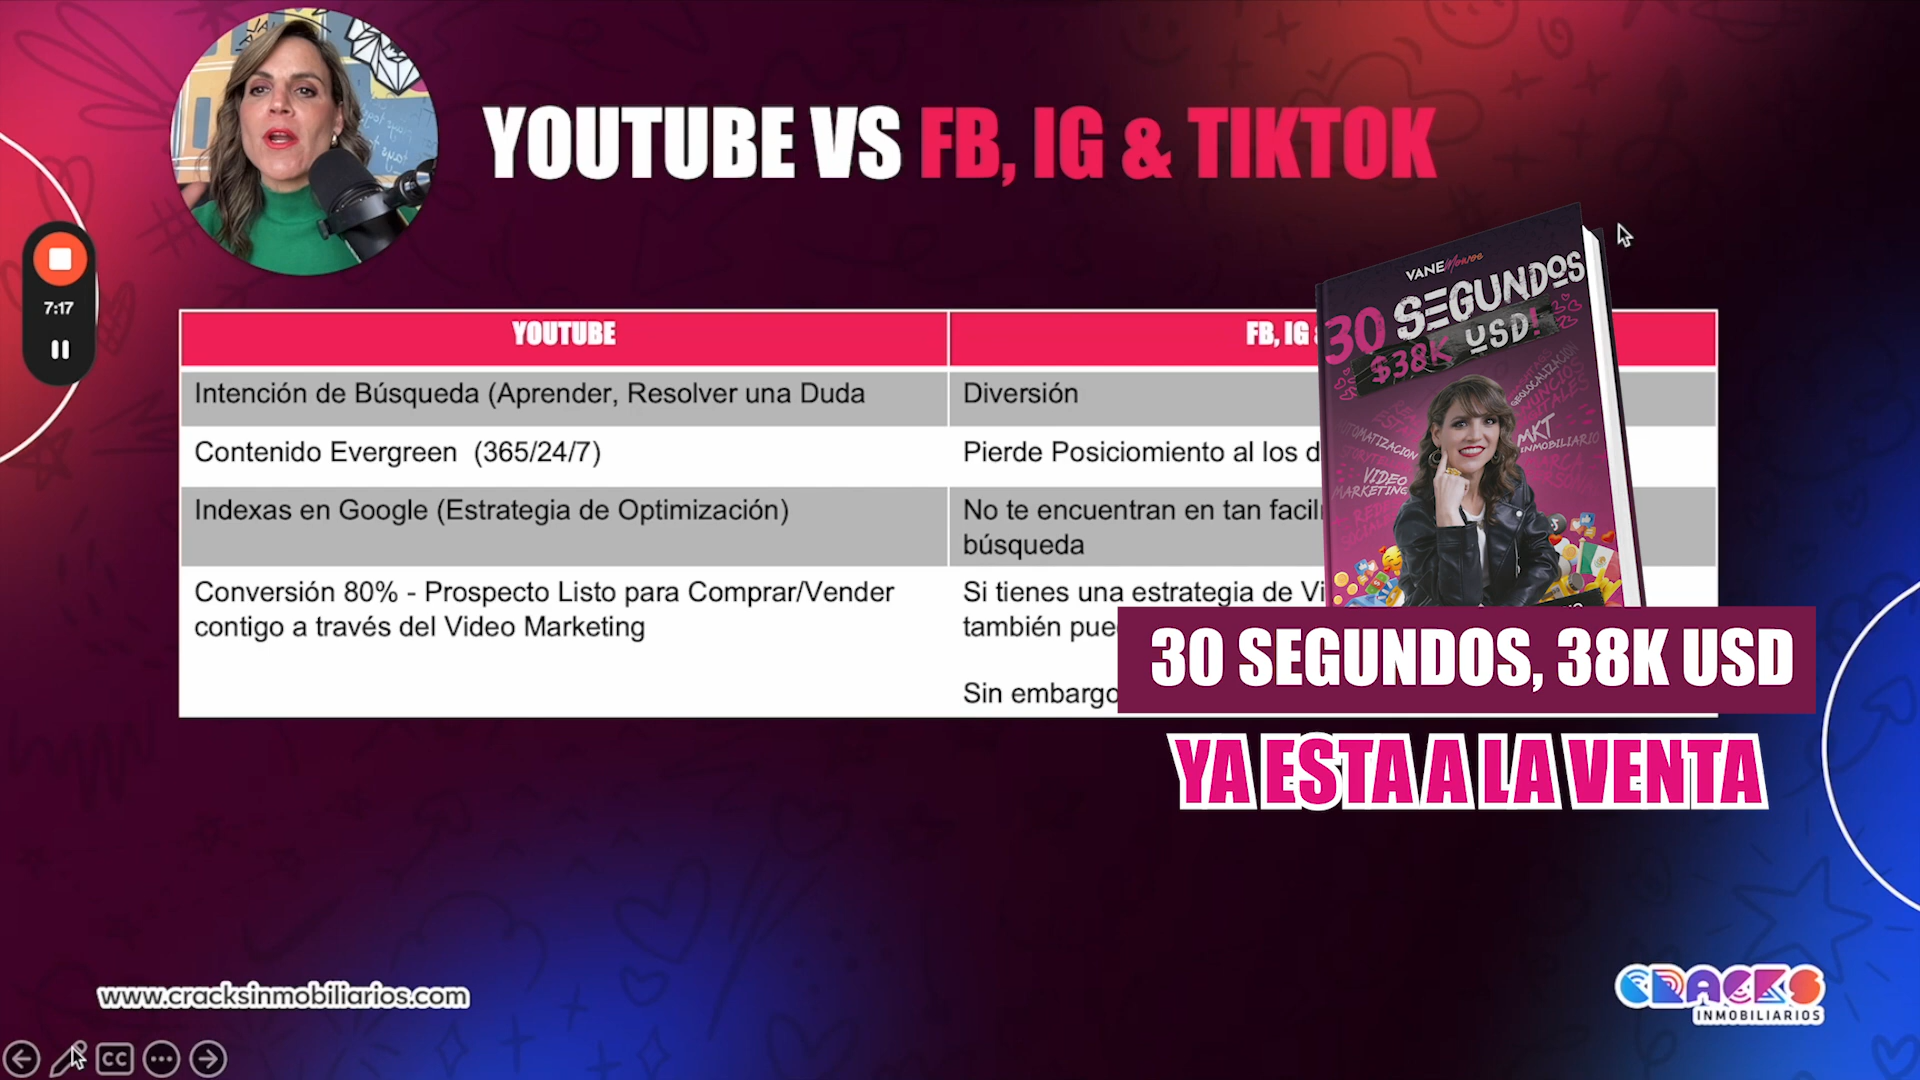 YOUTUBE VS FB, IG & TIKTOK
7:17
YOUTUBE
FB, IG
Intención de Búsqueda (Aprender, Resolver una Duda
Diversión
Contenido Evergreen (365/24/7)
Pierde Posiciomiento al los d
Indexas en Google (Estrategia de Optimización)
No te encuentran en tan facil
búsqueda
Conversión 80% - Prospecto Listo para Comprar/Vender
contigo a través del Video Marketing
Si tienes una estrategia de Vi
también pue
Sin embargo
VANE Monroe
30 SEGUNDOS
$38K USD!
GEOLOCALIZACIÓN
MKT
INMOBILIARIO
VIDEO
MARKETING
30 SEGUNDOS, 38K USD
YA ESTA A LA VENTA
www.cracksinmobiliarios.com
CRACKS
INMOBILIARIOS
CC